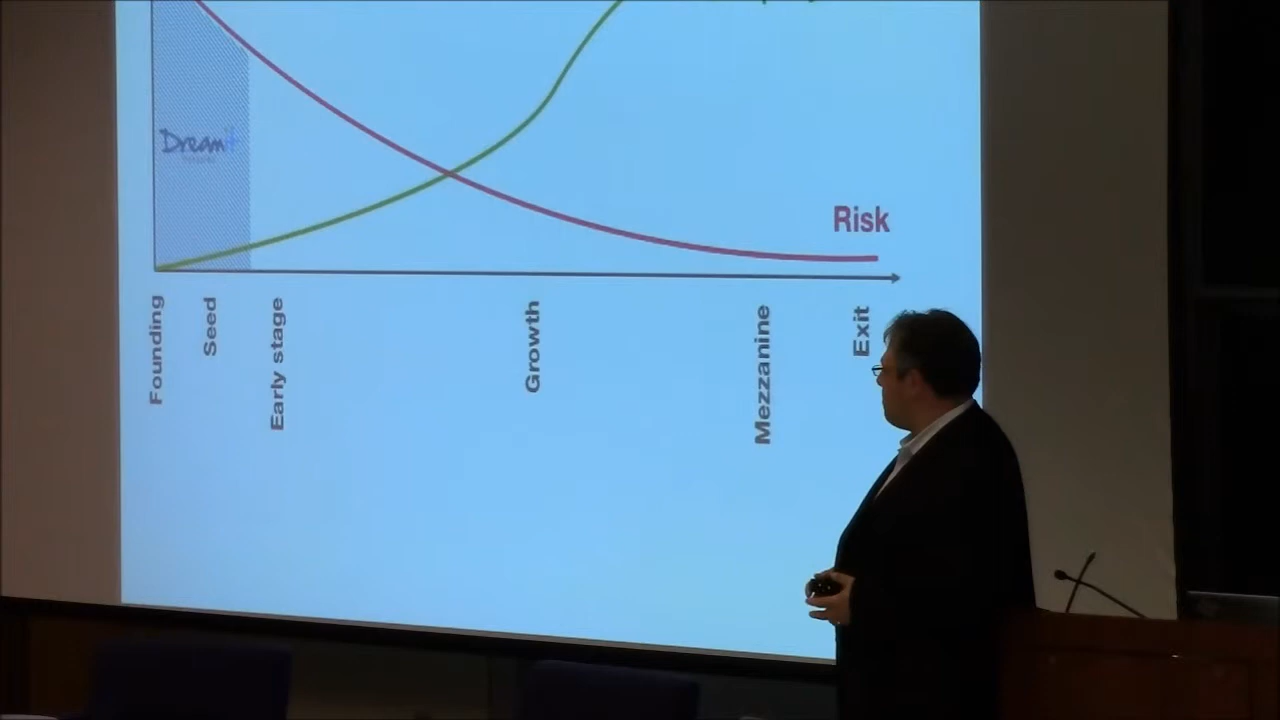 Dreamit
Risk
Founding
Seed
Early stage
Growth
Mezzanine
Exit